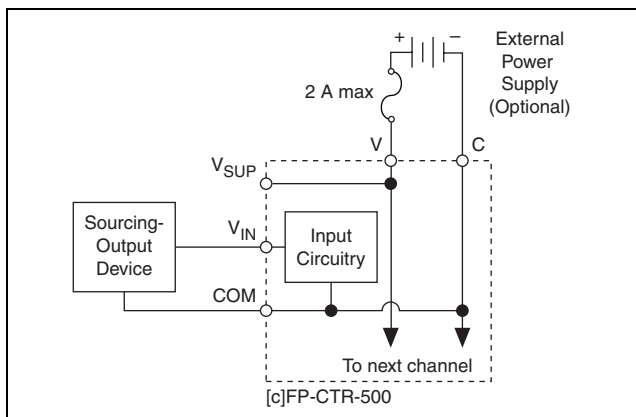 +
–
External
Power
Supply
(Optional)
2 A max
V
C
VSUP
Sourcing-
Output
Device
VIN
Input
Circuitry
COM
To next channel
[c]FP-CTR-500